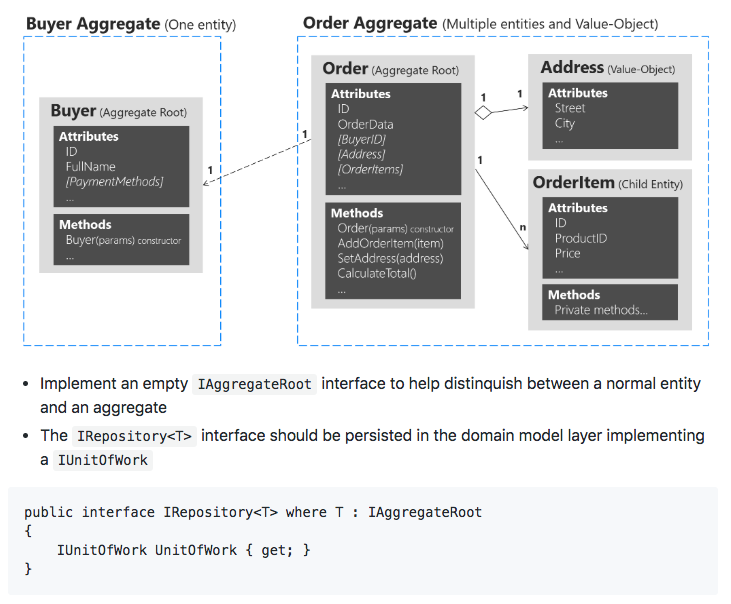 Buyer Aggregate (One entity)
Order Aggregate (Multiple entities and Value-Object)
Buyer (Aggregate Root)
Attributes
ID
FullName
[PaymentMethods]
...
Methods
Buyer(params) constructor
...
1
1
Order (Aggregate Root)
Attributes
ID
OrderData
[BuyerID]
[Address]
[OrderItems]
...
Methods
Order(params) constructor
AddOrderItem(item)
SetAddress(address)
CalculateTotal()
...
1
1
1
n
Address (Value-Object)
Attributes
Street
City
...
OrderItem (Child Entity)
Attributes
ID
ProductID
Price
...
Methods
Private methods...
• Implement an empty IAggregateRoot interface to help distinquish between a normal entity
and an aggregate
• The IRepository<T> interface should be persisted in the domain model layer implementing
a IUnitOfWork
public interface IRepository<T> where T : IAggregateRoot
{
    IUnitOfWork UnitOfWork { get; }
}